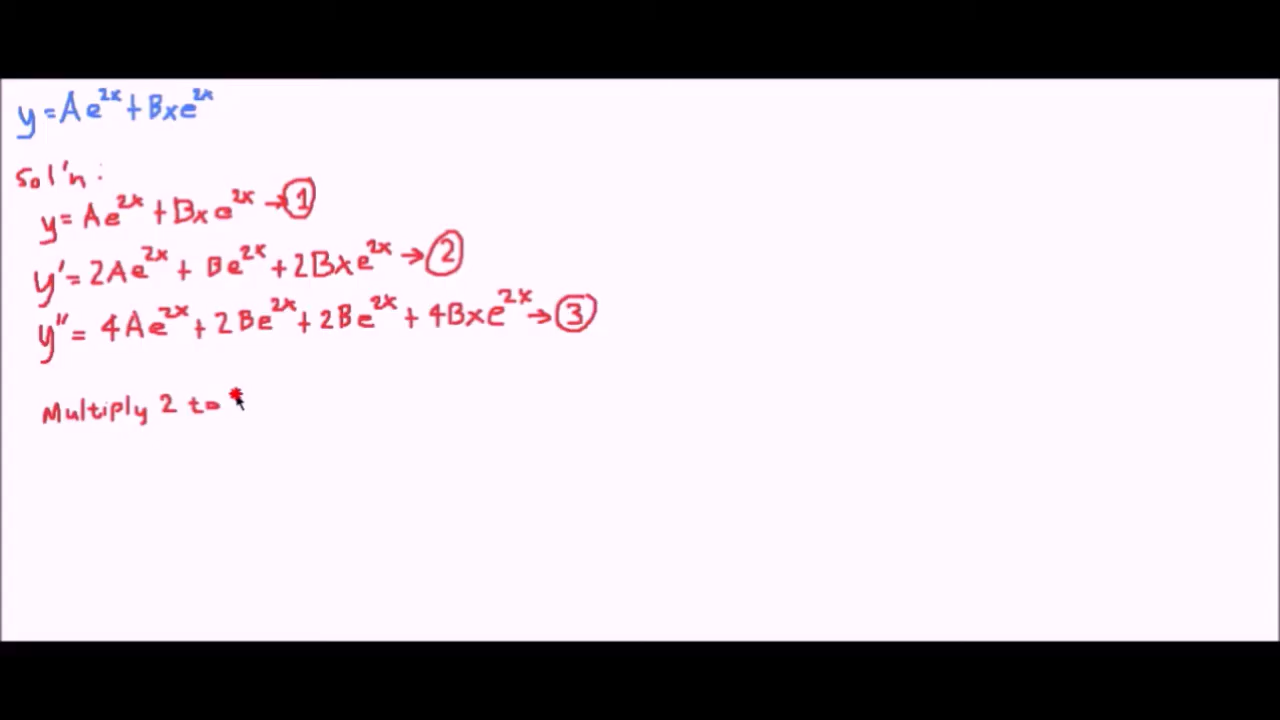 y=Ae^2x+Bxe^2x
Sol'n:
y=Ae^2x+Bxe^2x→①
y'=2Ae^2x+Be^2x+2Bxe^2x→②
y"=4Ae^2x+2Be^2x+2Be^2x+4Bxe^2x→③
Multiply 2 to